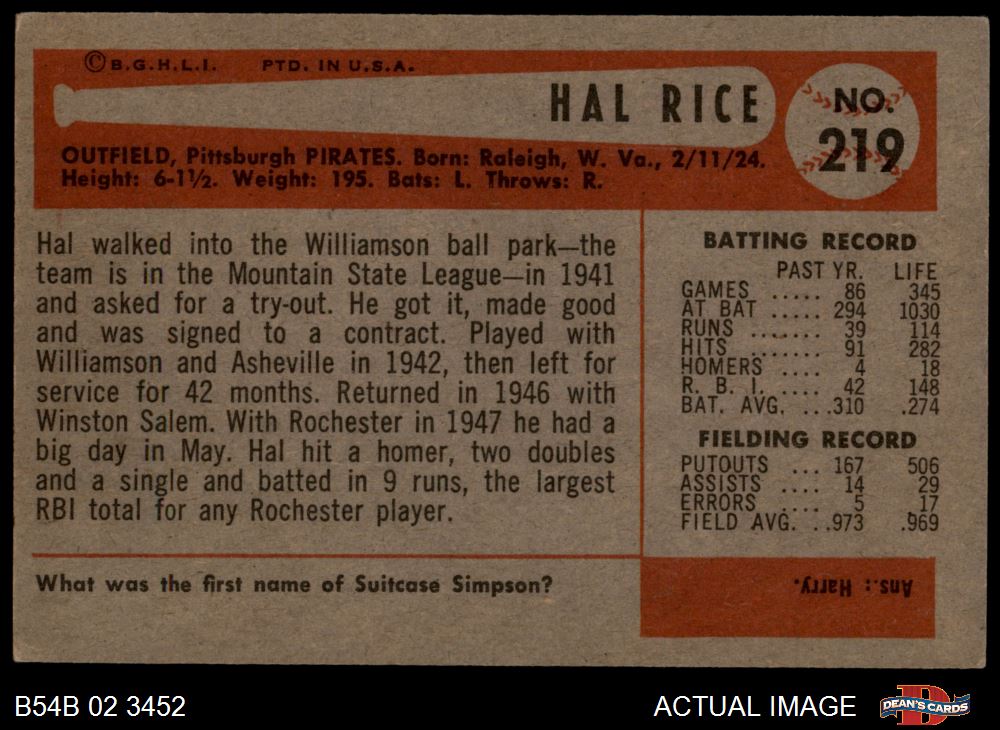 © B.G.H.L.I. PTD. IN U.S.A.
HAL RICE
NO.
219
OUTFIELD, Pittsburgh PIRATES. Born: Raleigh, W. Va., 2/11/24.
Height: 6-1½. Weight: 195. Bats: L. Throws: R.
Hal walked into the Williamson ball park—the
team is in the Mountain State League—in 1941
and asked for a try-out. He got it, made good
and was signed to a contract. Played with
Williamson and Asheville in 1942, then left for
service for 42 months. Returned in 1946 with
Winston Salem. With Rochester in 1947 he had a
big day in May. Hal hit a homer, two doubles
and a single and batted in 9 runs, the largest
RBI total for any Rochester player.
BATTING RECORD
PAST YR. LIFE
GAMES ..... 86 345
AT BAT ..... 294 1030
RUNS ....... 39 114
HITS ........ 91 282
HOMERS .... 4 18
R. B. I. .... 42 148
BAT. AVG. ...310 .274
FIELDING RECORD
PUTOUTS ... 167 506
ASSISTS .... 14 29
ERRORS .... 5 17
FIELD AVG. ..973 .969
What was the first name of Suitcase Simpson?
Ans.: Harry.
B54B 02 3452
ACTUAL IMAGE
D
DEAN'S CARDS